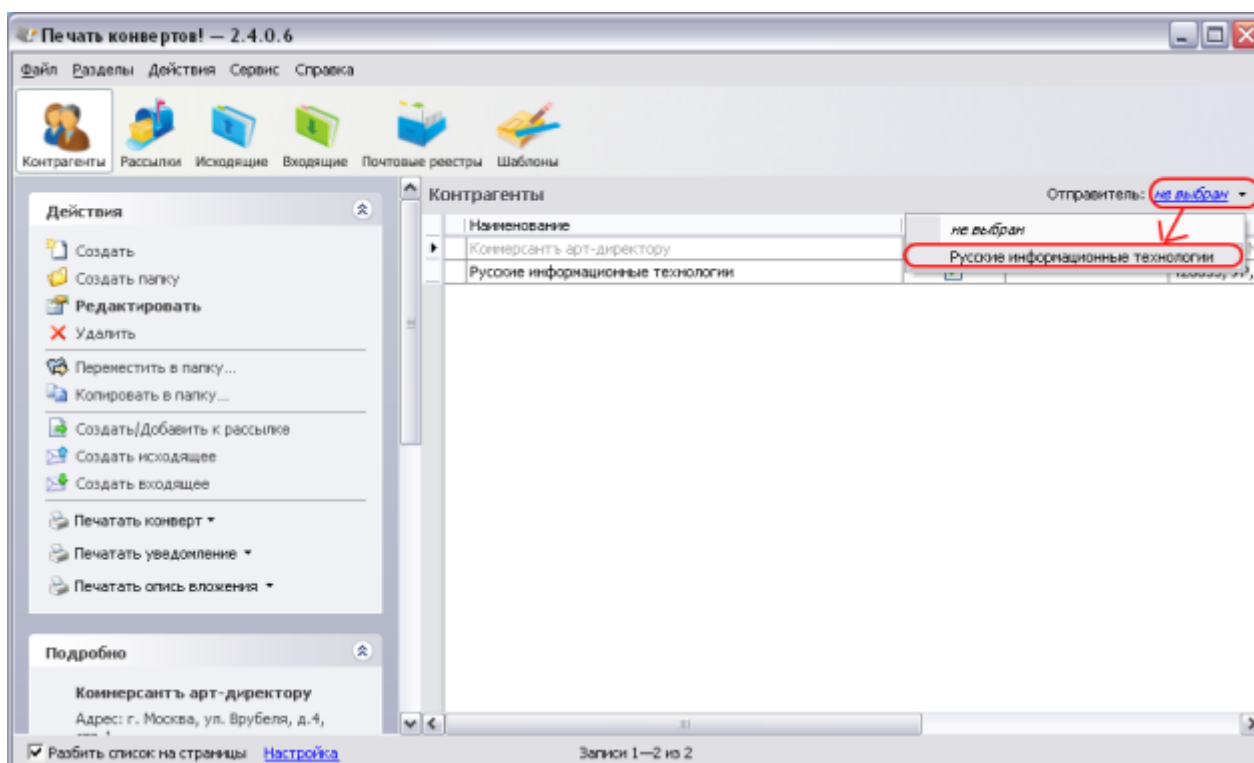 Печать конвертов! — 2.4.0.6
Файл Разделы Действия Сервис Справка
Контрагенты Рассылки Исходящие Входящие Почтовые реестры Шаблоны
Действия
Создать
Создать папку
Редактировать
Удалить
Переместить в папку...
Копировать в папку...
Создать/Добавить к рассылке
Создать исходящее
Создать входящее
Печатать конверт
Печатать уведомление
Печатать опись вложения
Подробно
Коммерсантъ арт-директору
Адрес: г. Москва, ул. Врубеля, д.4,
Контрагенты Отправитель: не выбран
Наименование
Коммерсантъ арт-директору
Русские информационные технологии
не выбран
Русские информационные технологии
Разбить список на страницы Настройка Записи 1—2 из 2